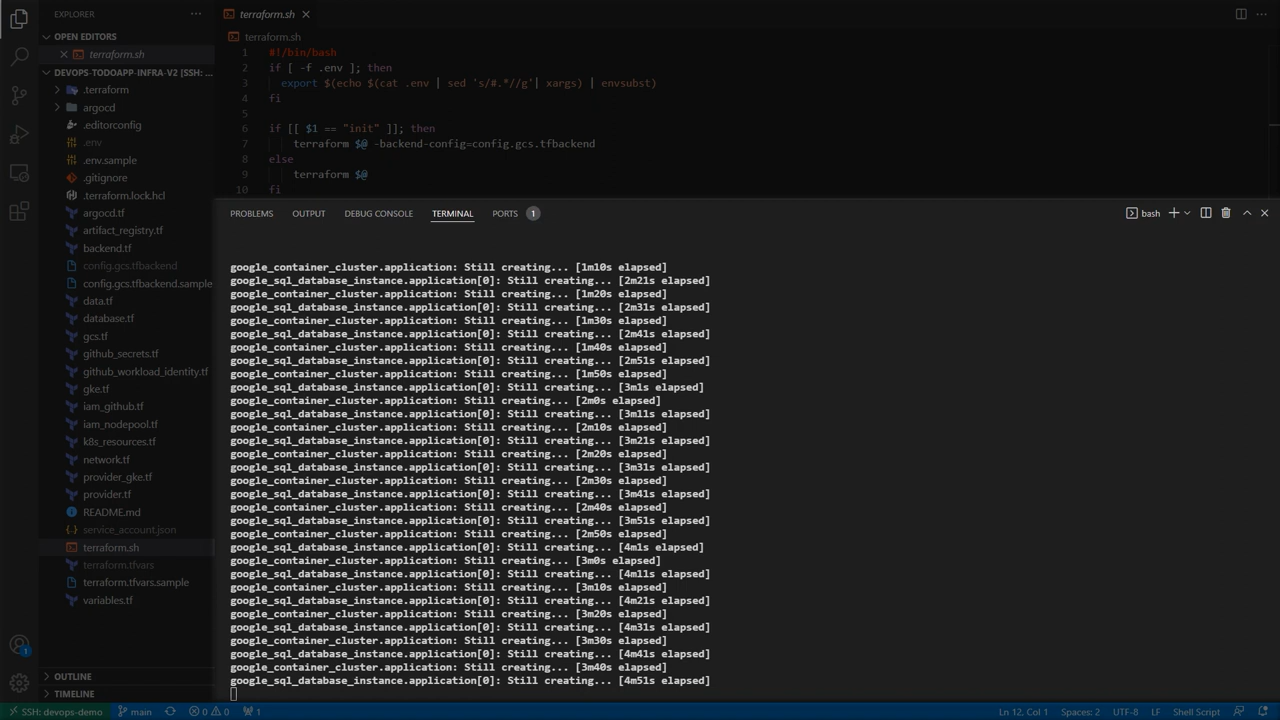 EXPLORER ···
OPEN EDITORS
terraform.sh
DEVOPS-TODOAPP-INFRA-V2 [SSH: ...
.terraform
argocd
.editorconfig
.env
.env.sample
.gitignore
.terraform.lock.hcl
argocd.tf
artifact_registry.tf
backend.tf
config.gcs.tfbackend
config.gcs.tfbackend.sample
data.tf
database.tf
gcs.tf
github_secrets.tf
github_workload_identity.tf
gke.tf
iam_github.tf
iam_nodepool.tf
k8s_resources.tf
network.tf
provider_gke.tf
provider.tf
README.md
service_account.json
terraform.sh
terraform.tfvars
terraform.tfvars.sample
variables.tf
OUTLINE
TIMELINE
terraform.sh
terraform.sh
1 #!/bin/bash
2 if [ -f .env ]; then
3 export $(echo $(cat .env | sed 's/#.*//g'| xargs) | envsubst)
4 fi
5
6 if [[ $1 == "init" ]]; then
7 terraform $@ -backend-config=config.gcs.tfbackend
8 else
9 terraform $@
10 fi
PROBLEMS OUTPUT DEBUG CONSOLE TERMINAL PORTS 1 bash
google_container_cluster.application: Still creating... [1m10s elapsed]
google_sql_database_instance.application[0]: Still creating... [2m21s elapsed]
google_container_cluster.application: Still creating... [1m20s elapsed]
google_sql_database_instance.application[0]: Still creating... [2m31s elapsed]
google_container_cluster.application: Still creating... [1m30s elapsed]
google_sql_database_instance.application[0]: Still creating... [2m41s elapsed]
google_container_cluster.application: Still creating... [1m40s elapsed]
google_sql_database_instance.application[0]: Still creating... [2m51s elapsed]
google_container_cluster.application: Still creating... [1m50s elapsed]
google_sql_database_instance.application[0]: Still creating... [3m1s elapsed]
google_container_cluster.application: Still creating... [2m0s elapsed]
google_sql_database_instance.application[0]: Still creating... [3m11s elapsed]
google_container_cluster.application: Still creating... [2m10s elapsed]
google_sql_database_instance.application[0]: Still creating... [3m21s elapsed]
google_container_cluster.application: Still creating... [2m20s elapsed]
google_sql_database_instance.application[0]: Still creating... [3m31s elapsed]
google_container_cluster.application: Still creating... [2m30s elapsed]
google_sql_database_instance.application[0]: Still creating... [3m41s elapsed]
google_container_cluster.application: Still creating... [2m40s elapsed]
google_sql_database_instance.application[0]: Still creating... [3m51s elapsed]
google_container_cluster.application: Still creating... [2m50s elapsed]
google_sql_database_instance.application[0]: Still creating... [4m1s elapsed]
google_container_cluster.application: Still creating... [3m0s elapsed]
google_sql_database_instance.application[0]: Still creating... [4m11s elapsed]
google_container_cluster.application: Still creating... [3m10s elapsed]
google_sql_database_instance.application[0]: Still creating... [4m21s elapsed]
google_container_cluster.application: Still creating... [3m20s elapsed]
google_sql_database_instance.application[0]: Still creating... [4m31s elapsed]
google_container_cluster.application: Still creating... [3m30s elapsed]
google_sql_database_instance.application[0]: Still creating... [4m41s elapsed]
google_container_cluster.application: Still creating... [3m40s elapsed]
google_sql_database_instance.application[0]: Still creating... [4m51s elapsed]
1
SSH: devops-demo main 0 0 1 Ln 12, Col 1 Spaces: 2 UTF-8 LF Shell Script